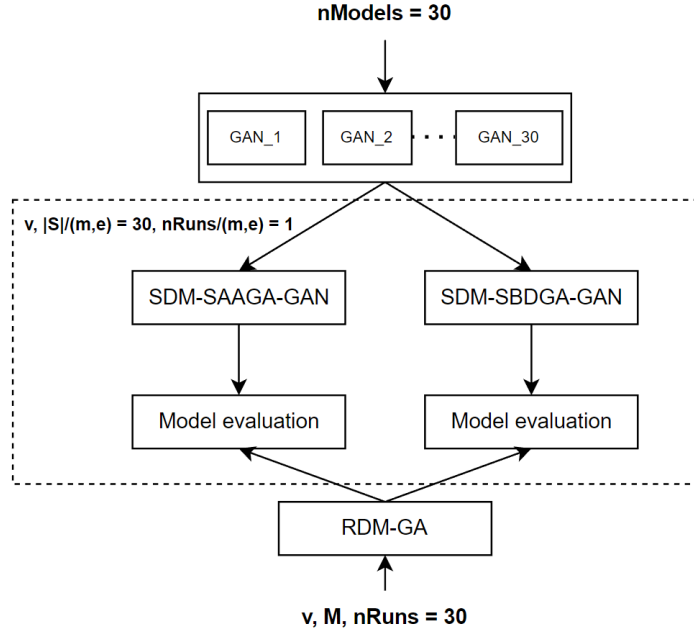 nModels = 30
GAN_1 GAN_2 GAN_30
v, |S|/(m,e) = 30, nRuns/(m,e) = 1
SDM-SAAGA-GAN SDM-SBDGA-GAN
Model evaluation Model evaluation
RDM-GA
v, M, nRuns = 30